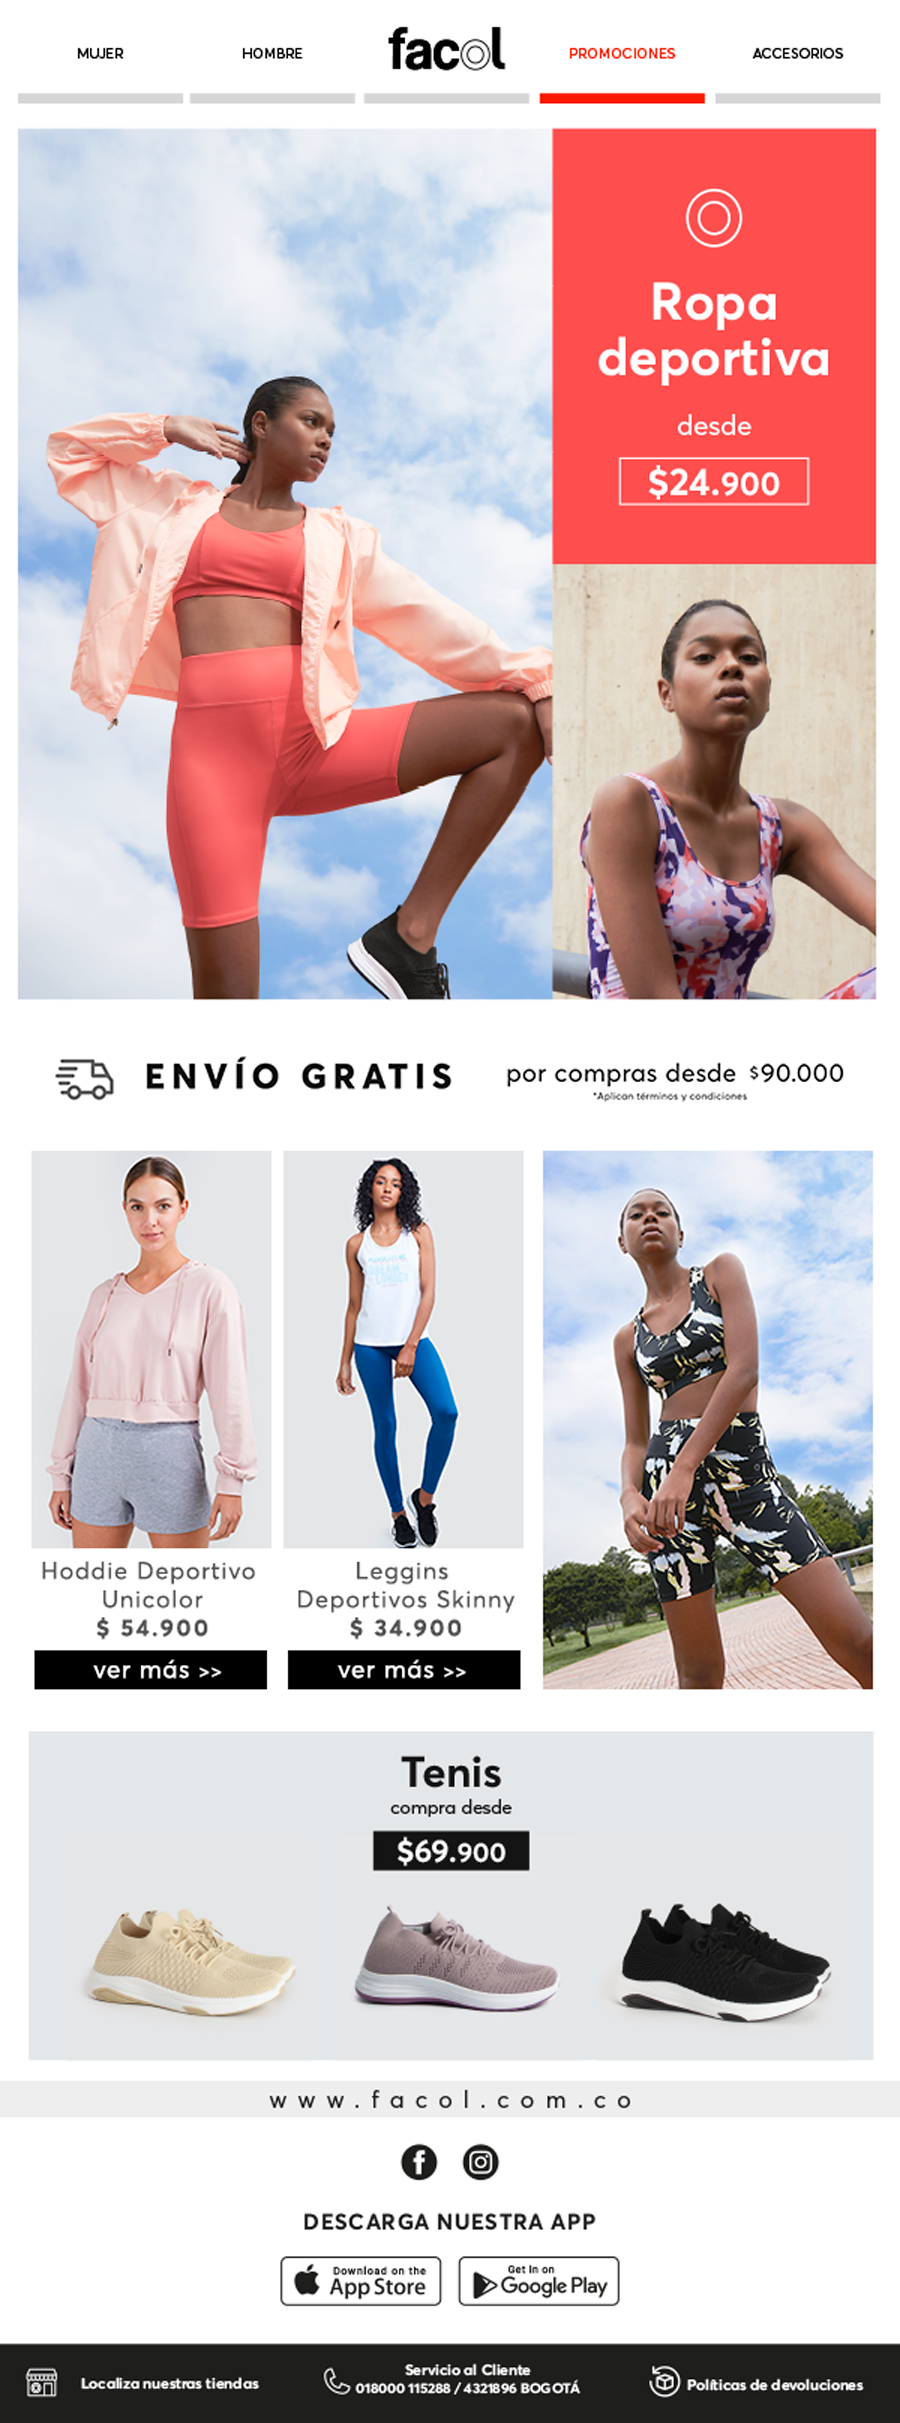 MUJER
HOMBRE
facol
PROMOCIONES
ACCESORIOS
Ropa
deportiva
desde
$24.900
ENVÍO GRATIS
por compras desde $90.000
*Aplican términos y condiciones
Hoddie Deportivo
Unicolor
$ 54.900
ver más >>
Leggins
Deportivos Skinny
$ 34.900
ver más >>
Tenis
compra desde
$69.900
www.facol.com.co
DESCARGA NUESTRA APP
Download on the
App Store
Get in on
Google Play
Localiza nuestras tiendas
Servicio al Cliente
018000 115288 / 4321896 BOGOTÁ
Políticas de devoluciones